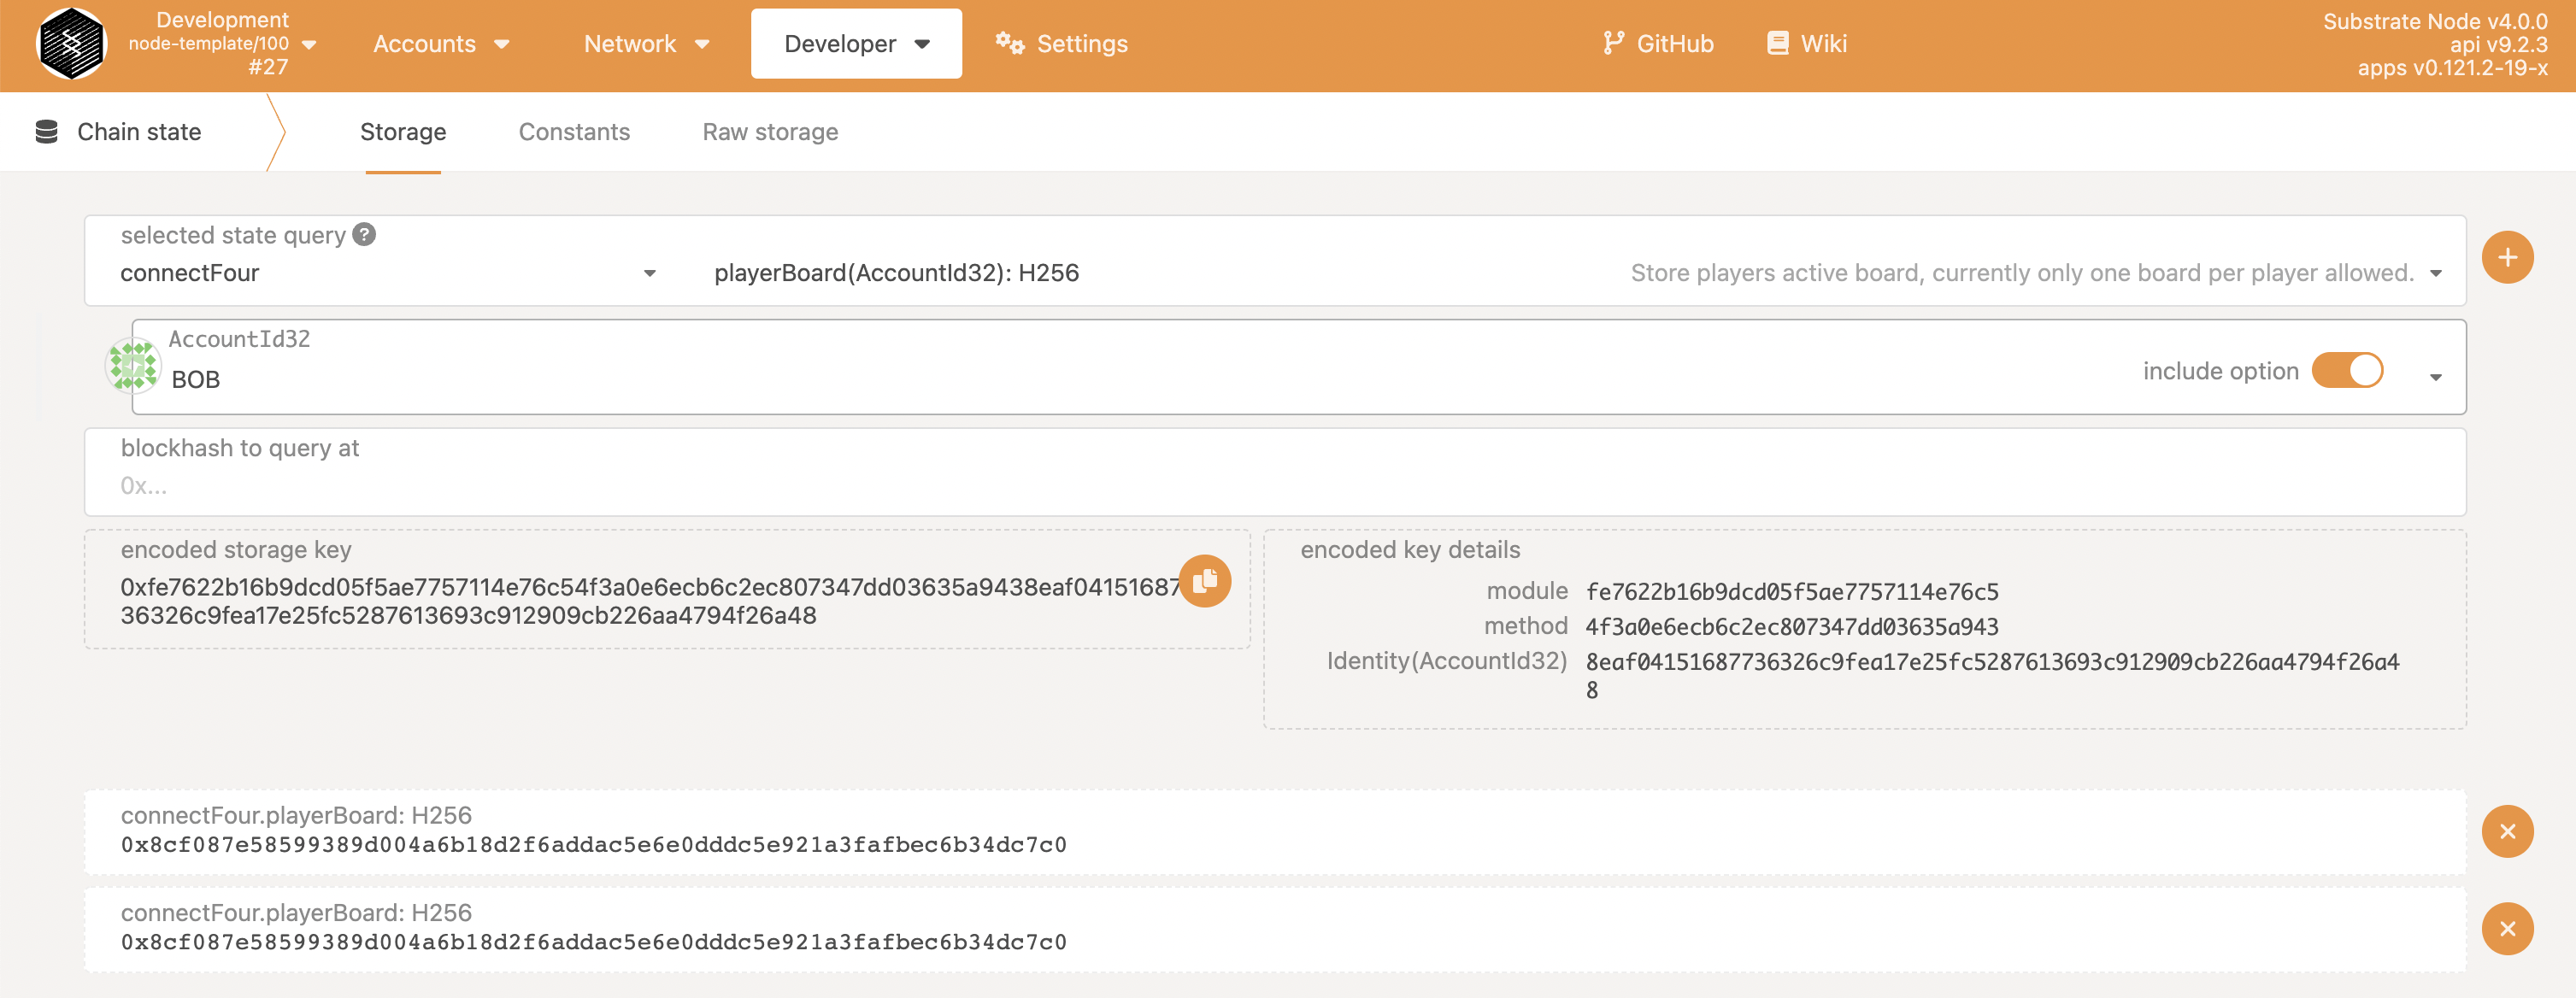 Development
node-template/100
#27
Accounts
Network
Developer
Settings
GitHub
Wiki
Substrate Node v4.0.0
api v9.2.3
apps v0.121.2-19-x
Chain state
Storage
Constants
Raw storage
selected state query ?
connectFour
playerBoard(AccountId32): H256
Store players active board, currently only one board per player allowed.
AccountId32
BOB
include option
blockhash to query at
0x...
encoded storage key
0xfe7622b16b9dcd05f5ae7757114e76c54f3a0e6ecb6c2ec807347dd03635a9438eaf04151687
36326c9fea17e25fc5287613693c912909cb226aa4794f26a48
encoded key details
module fe7622b16b9dcd05f5ae7757114e76c5
method 4f3a0e6ecb6c2ec807347dd03635a943
Identity(AccountId32) 8eaf04151687736326c9fea17e25fc5287613693c912909cb226aa4794f26a4
8
connectFour.playerBoard: H256
0x8cf087e58599389d004a6b18d2f6addac5e6e0dddc5e921a3fafbec6b34dc7c0
connectFour.playerBoard: H256
0x8cf087e58599389d004a6b18d2f6addac5e6e0dddc5e921a3fafbec6b34dc7c0